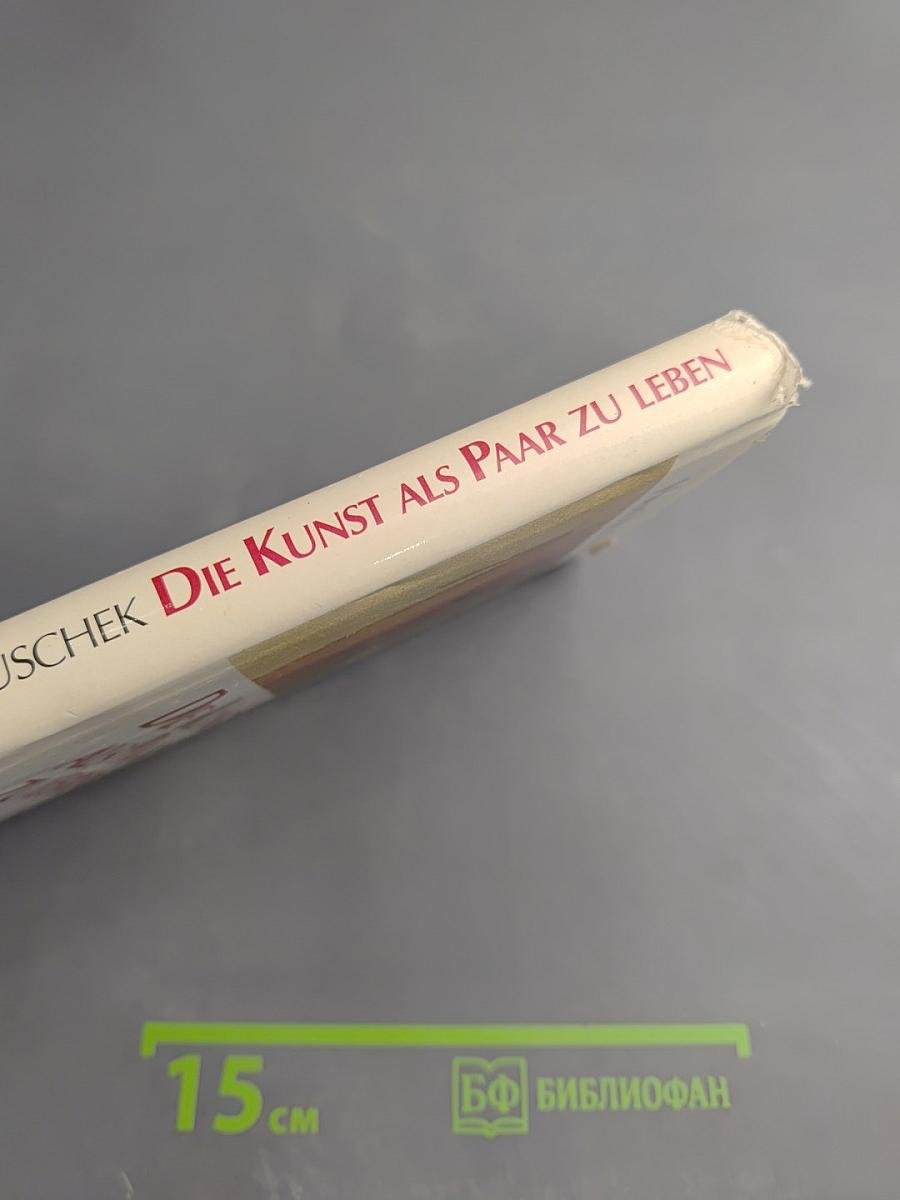 USCHEK DIE KUNST ALS PAAR ZU LEBEN
15 см
БФ БИБЛИОФАН